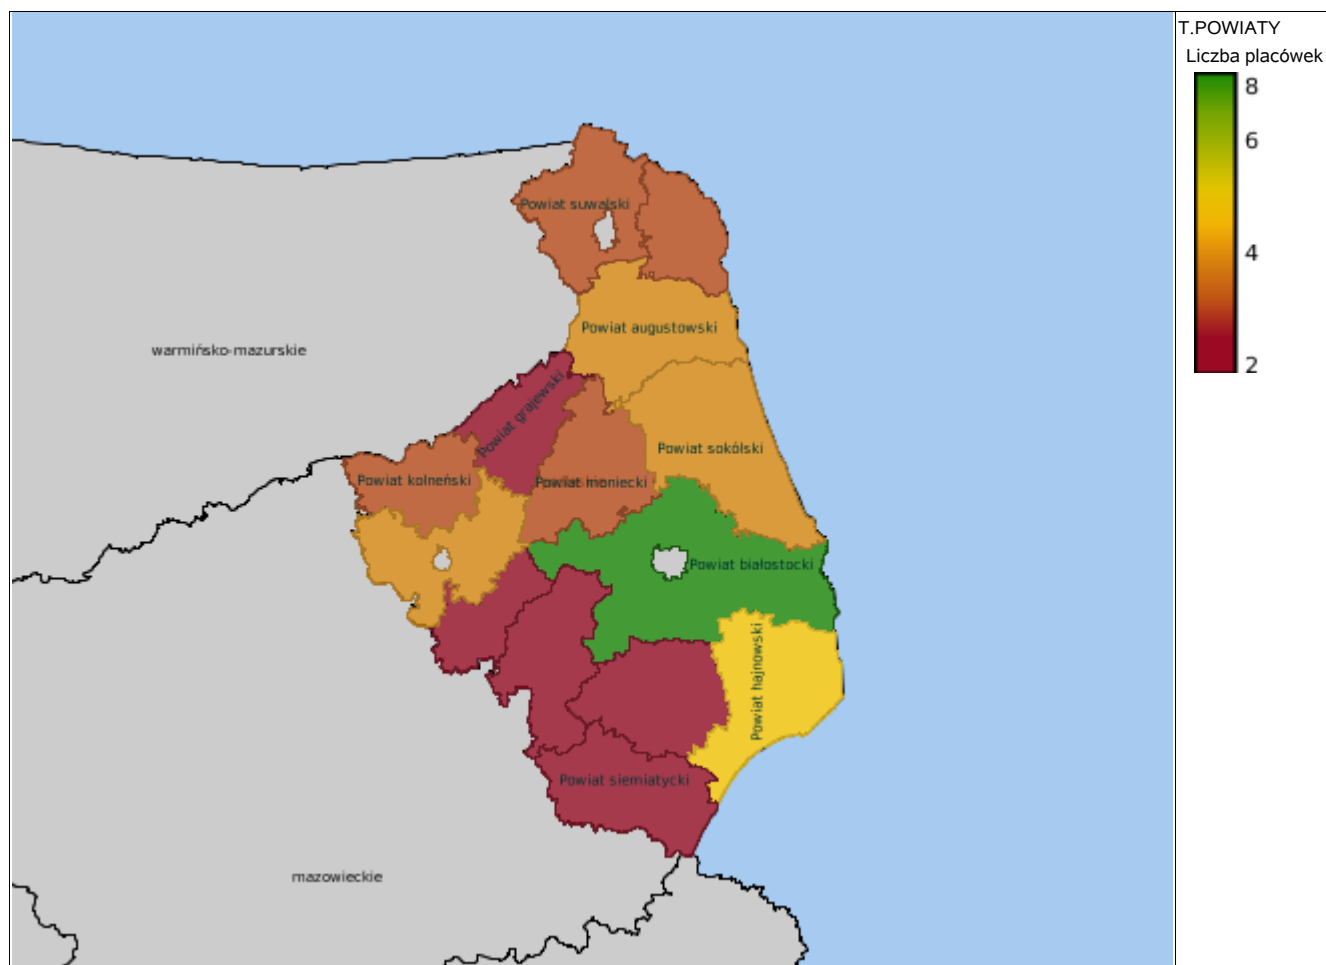 T.POWIATY
Liczba placówek
8
6
4
2
Powiat suwalski
Powiat augustowski
warmińsko-mazurskie
Powiat grajewski
Powiat sokólski
Powiat kolneński
Powiat moniecki
Powiat białostocki
Powiat hajnowski
Powiat siemiatycki
mazowieckie